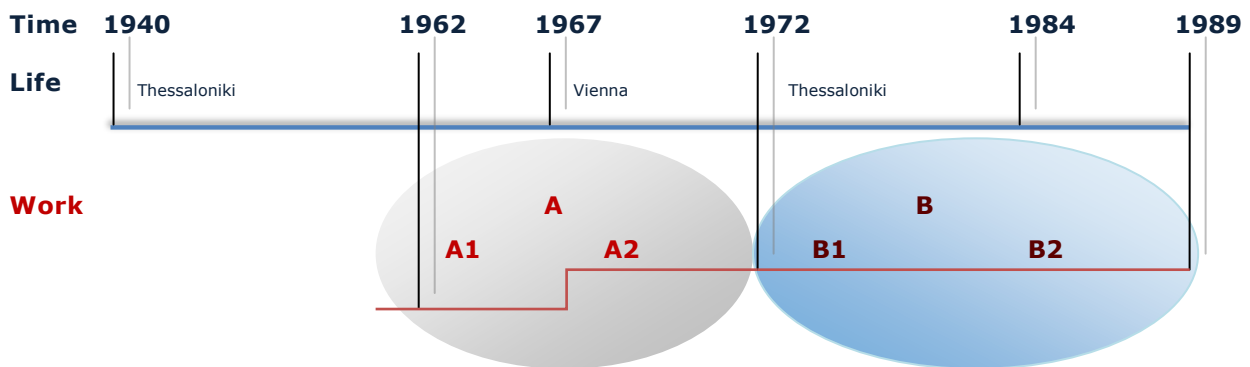 Time 1940 1962 1967 1972 1984 1989
Life Thessaloniki Vienna Thessaloniki
Work A B
A1 A2 B1 B2